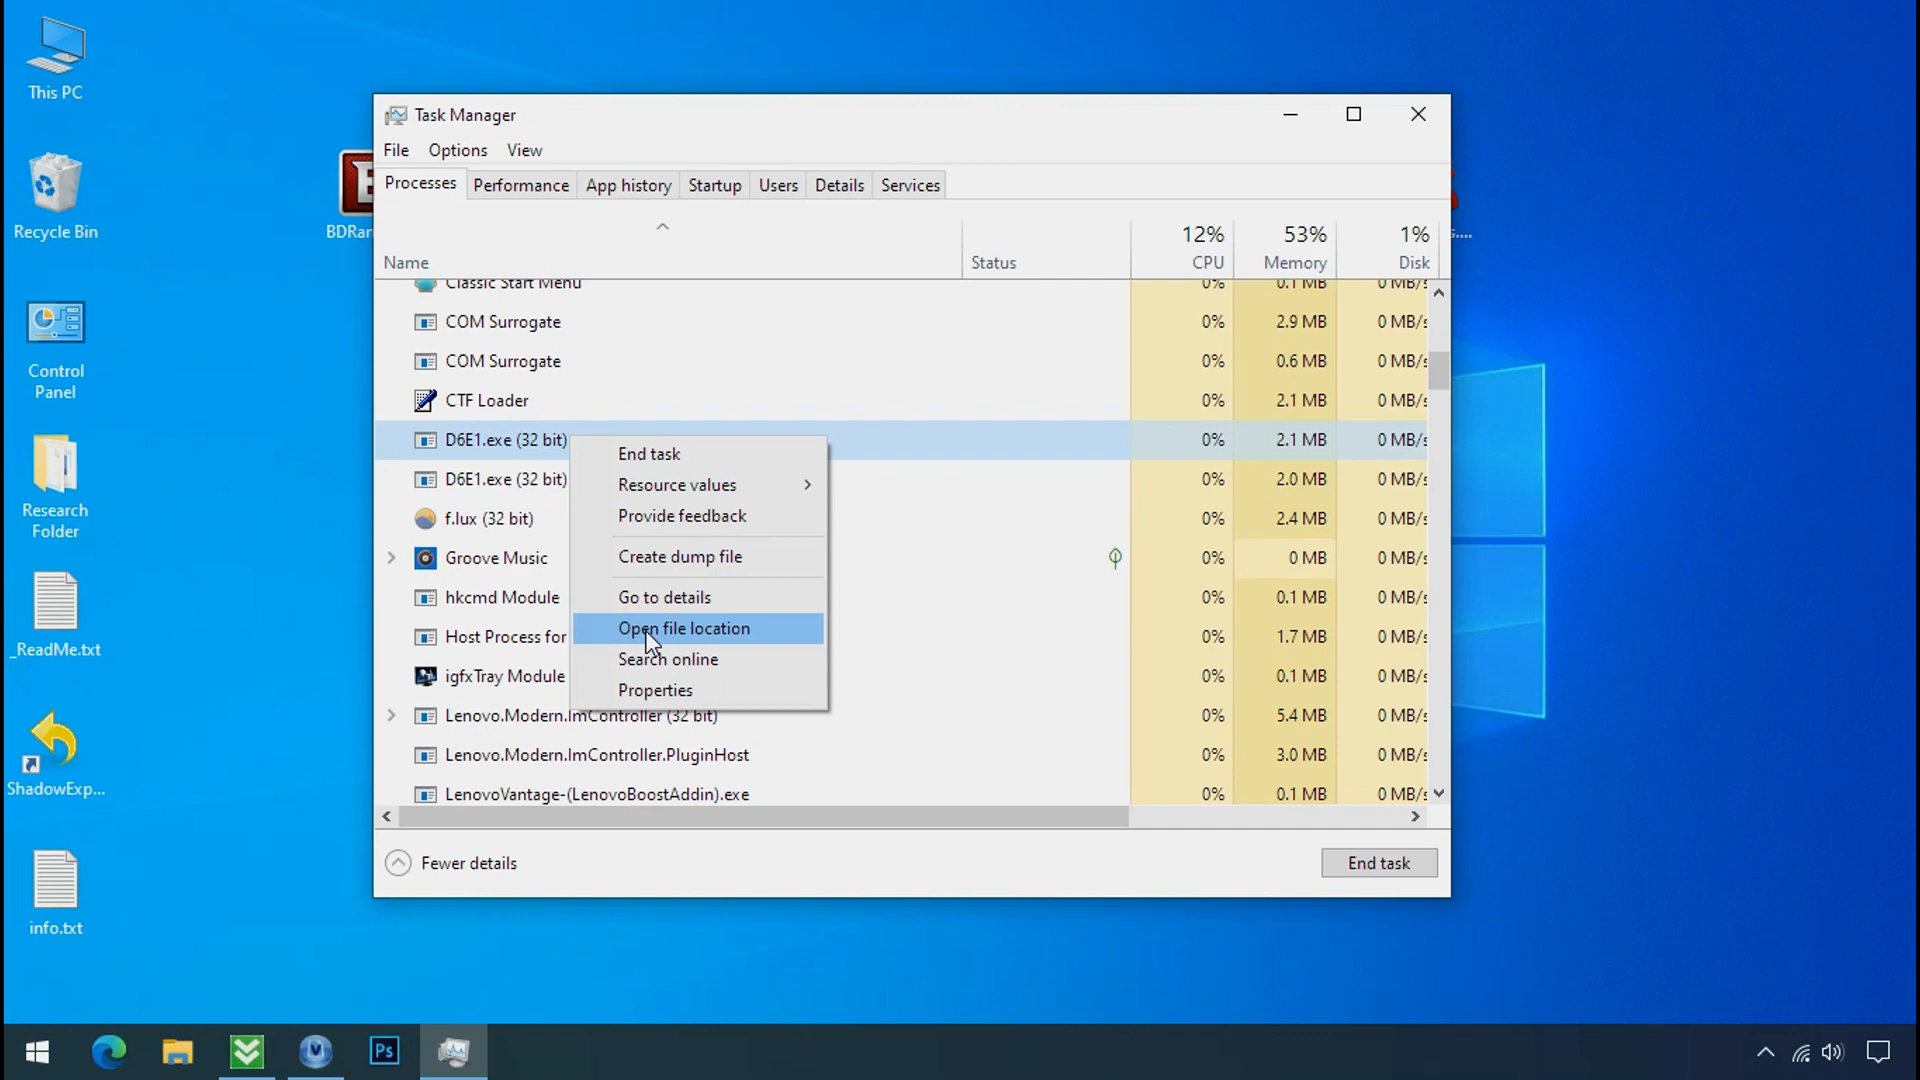 This PC
Recycle Bin
Control
Panel
Research
Folder
_ReadMe.txt
ShadowExp...
info.txt
BDRan
s....
Task Manager
File Options View
Processes Performance App history Startup Users Details Services
12% 53% 1%
Name Status CPU Memory Disk
Classic Start Menu 0% 0.1 MB 0 MB/s
COM Surrogate 0% 2.9 MB 0 MB/s
COM Surrogate 0% 0.6 MB 0 MB/s
CTF Loader 0% 2.1 MB 0 MB/s
D6E1.exe (32 bit) 0% 2.1 MB 0 MB/s
D6E1.exe (32 bit) 0% 2.0 MB 0 MB/s
f.lux (32 bit) 0% 2.4 MB 0 MB/s
Groove Music 0% 0 MB 0 MB/s
hkcmd Module 0% 0.1 MB 0 MB/s
Host Process for 0% 1.7 MB 0 MB/s
igfxTray Module 0% 0.1 MB 0 MB/s
Lenovo.Modern.ImController (32 bit) 0% 5.4 MB 0 MB/s
Lenovo.Modern.ImController.PluginHost 0% 3.0 MB 0 MB/s
LenovoVantage-(LenovoBoostAddin).exe 0% 0.1 MB 0 MB/s
End task
Resource values
Provide feedback
Create dump file
Go to details
Open file location
Search online
Properties
Fewer details
End task
Ps